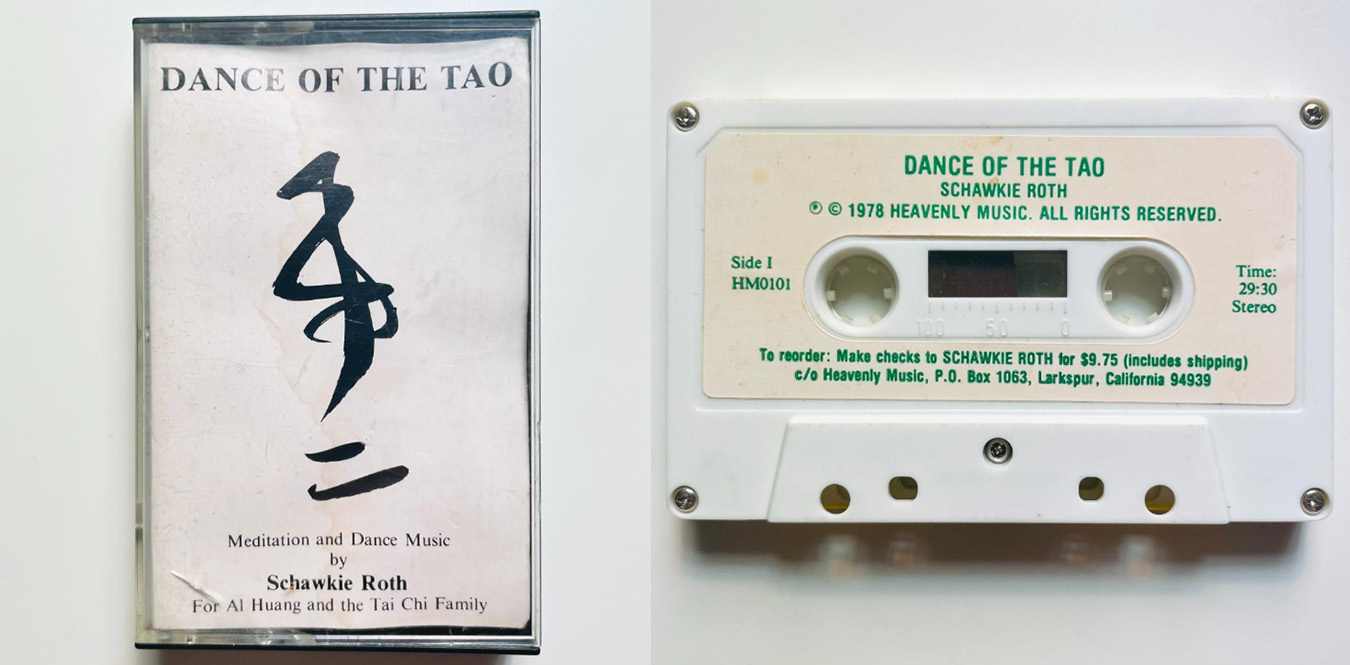 DANCE OF THE TAO
Meditation and Dance Music
by
Schawkie Roth
For Al Huang and the Tai Chi Family
DANCE OF THE TAO
SCHAWKIE ROTH
℗ © 1978 HEAVENLY MUSIC. ALL RIGHTS RESERVED.
Side I
HM0101
Time:
29:30
Stereo
100 50 0
To reorder: Make checks to SCHAWKIE ROTH for $9.75 (includes shipping)
c/o Heavenly Music, P.O. Box 1063, Larkspur, California 94939